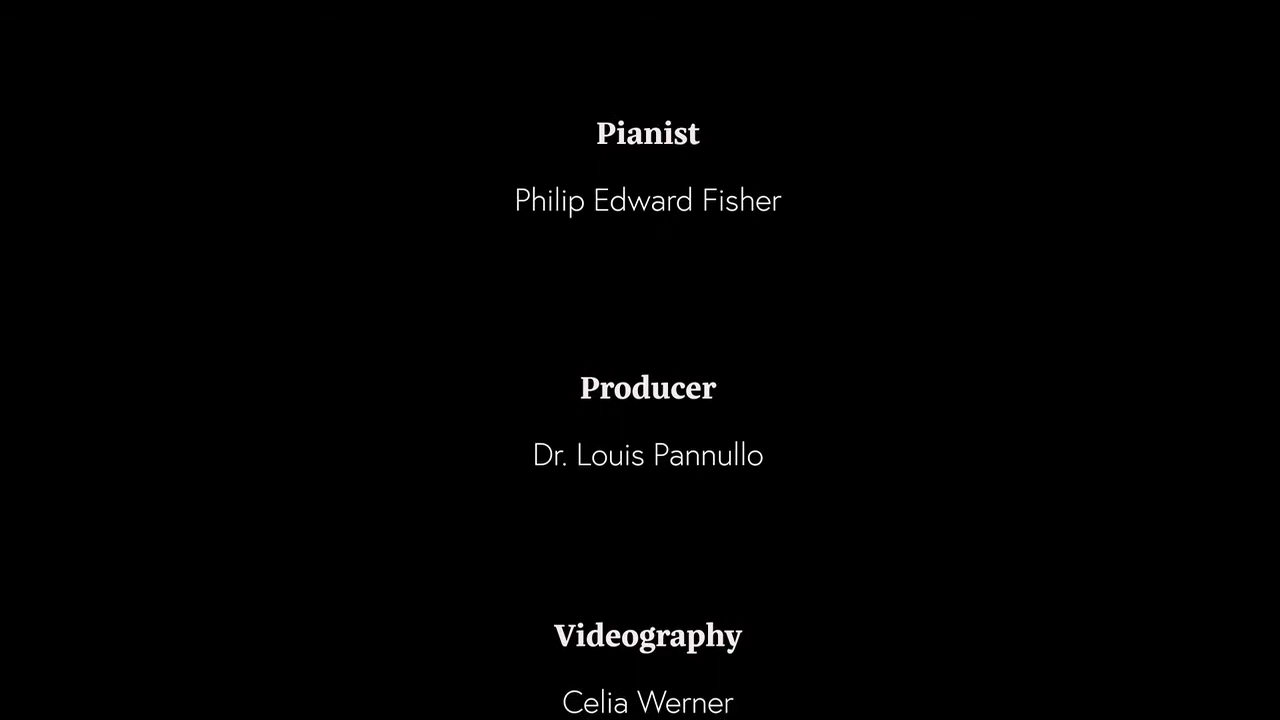 Pianist
Philip Edward Fisher
Producer
Dr. Louis Pannullo
Videography
Celia Werner